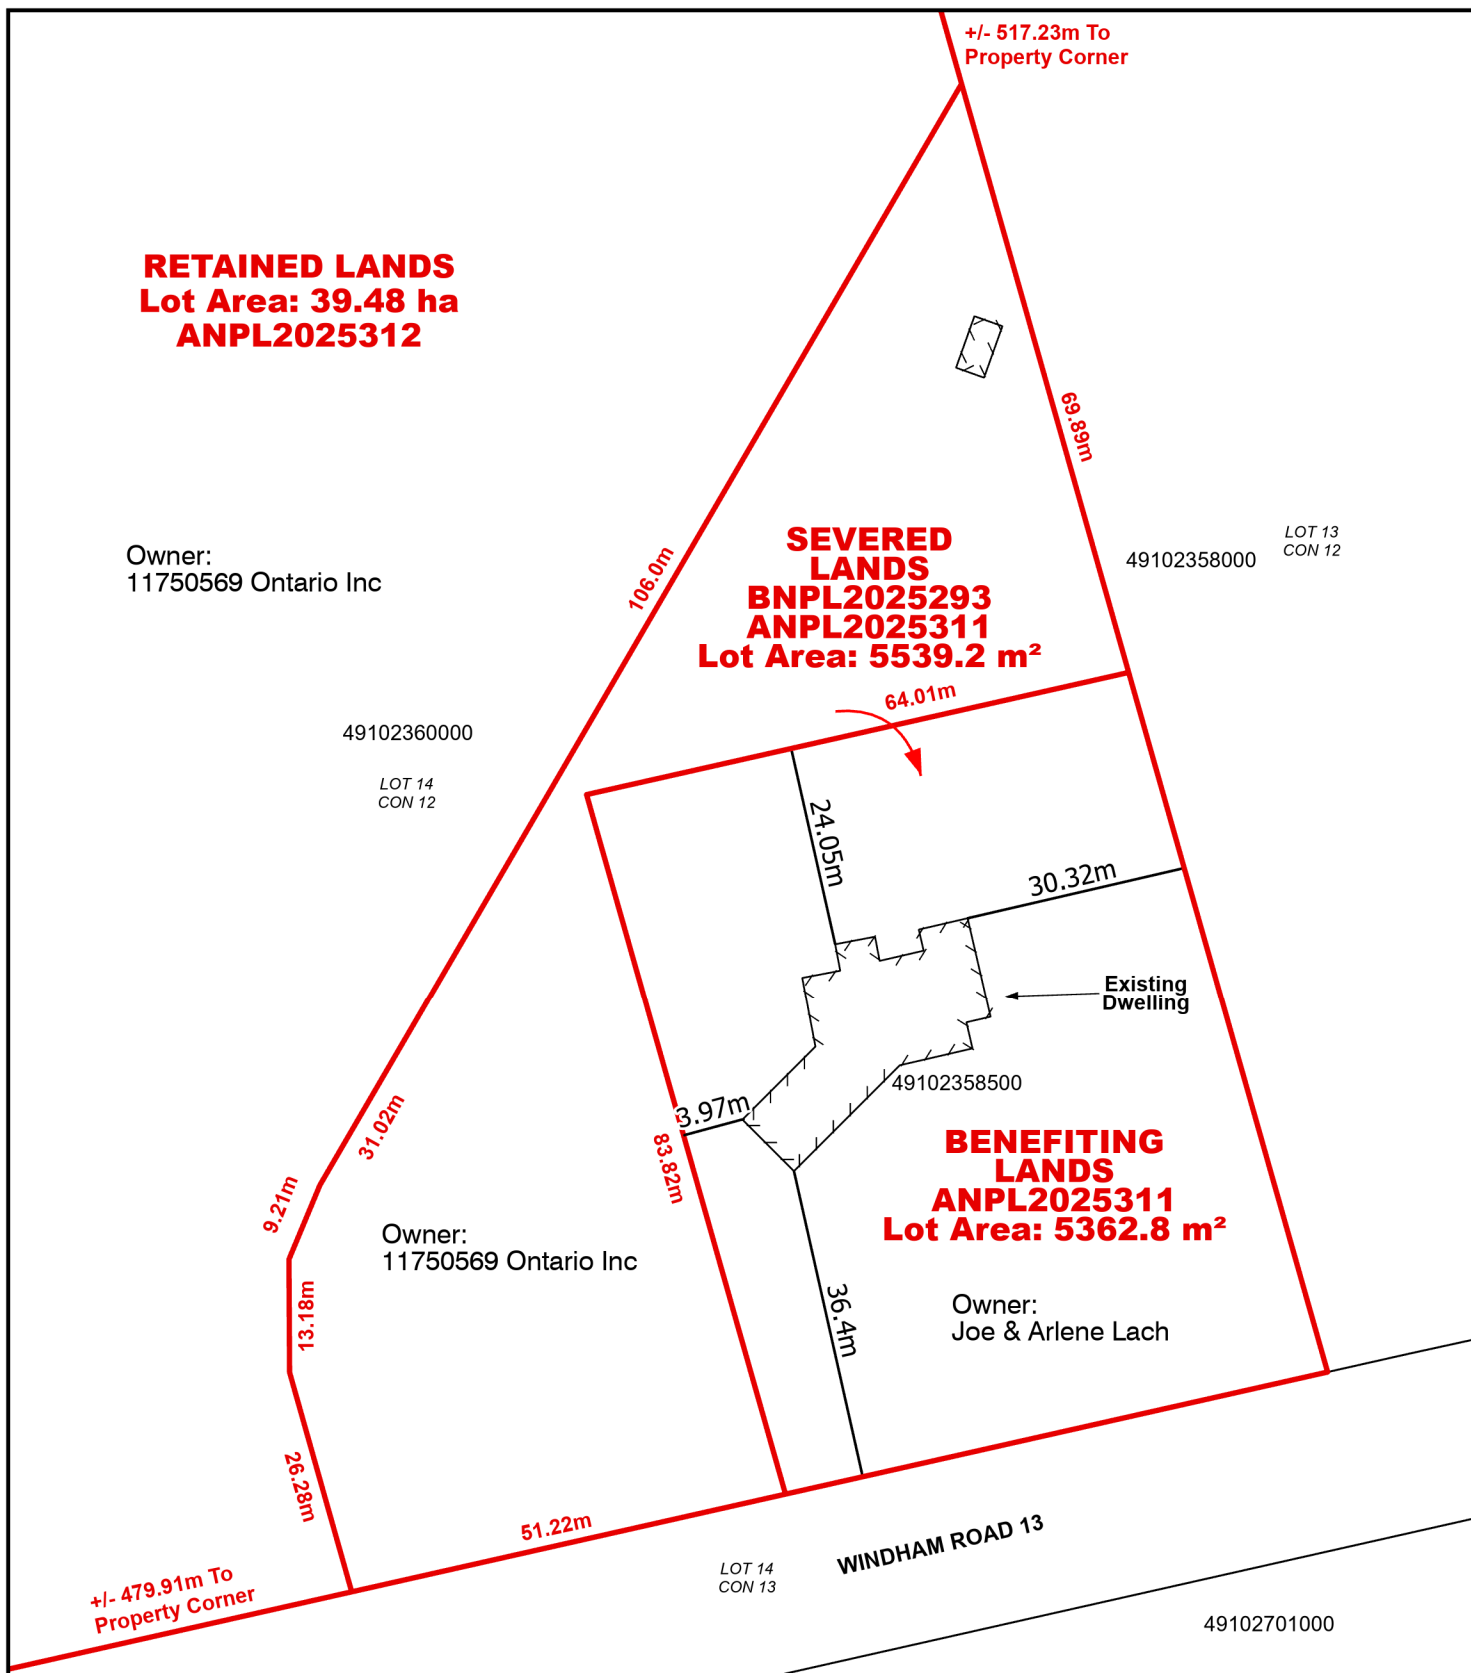 +/- 517.23m To
Property Corner
RETAINED LANDS
Lot Area: 39.48 ha
ANPL2025312
69.89m
Owner:
11750569 Ontario Inc
106.0m
SEVERED
LANDS
BNPL2025293
ANPL2025311
Lot Area: 5539.2 m²
49102358000
LOT 13
CON 12
64.01m
49102360000
LOT 14
CON 12
24.05m
30.32m
Existing
Dwelling
49102358500
3.97m
31.02m
83.82m
BENEFITING
LANDS
ANPL2025311
Lot Area: 5362.8 m²
9.21m
Owner:
11750569 Ontario Inc
13.18m
36.4m
Owner:
Joe & Arlene Lach
26.28m
51.22m
WINDHAM ROAD 13
LOT 14
CON 13
+/- 479.91m To
Property Corner
49102701000